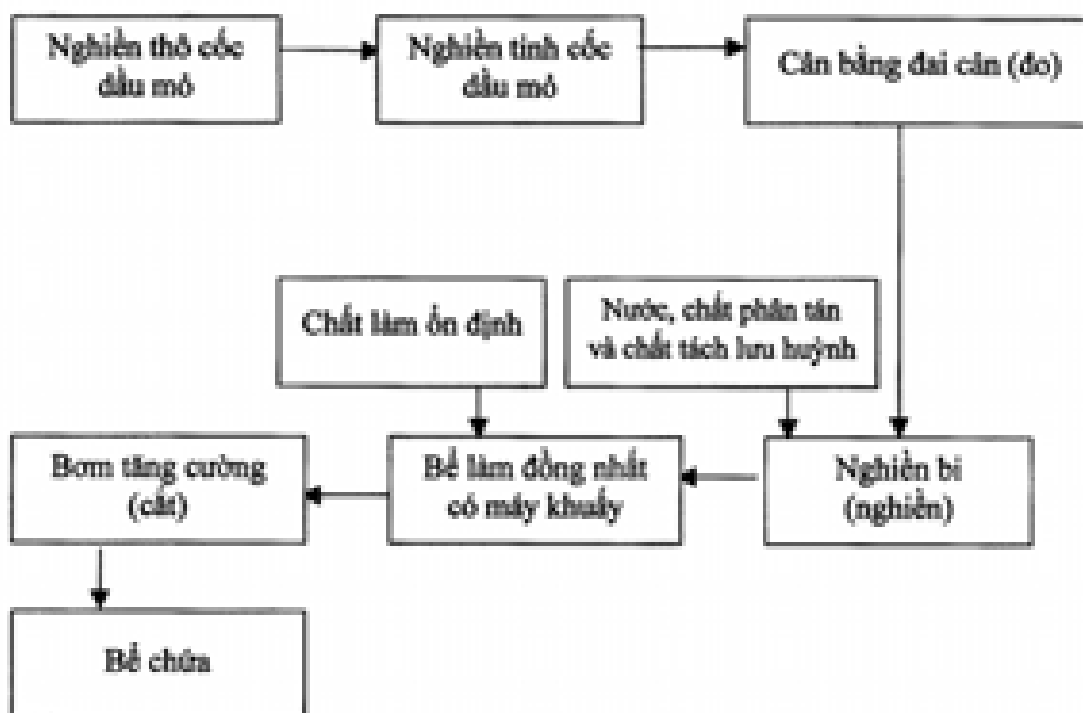 Nghiền thô cốc
dầu mỏ
Nghiền tinh cốc
dầu mỏ
Cân bằng đai cân (đo)
Chất làm ổn định
Nước, chất phân tán
và chất tách lưu huỳnh
Bơm tăng cường
(cắt)
Bể làm đồng nhất
có máy khuấy
Nghiền bi
(nghiền)
Bể chứa